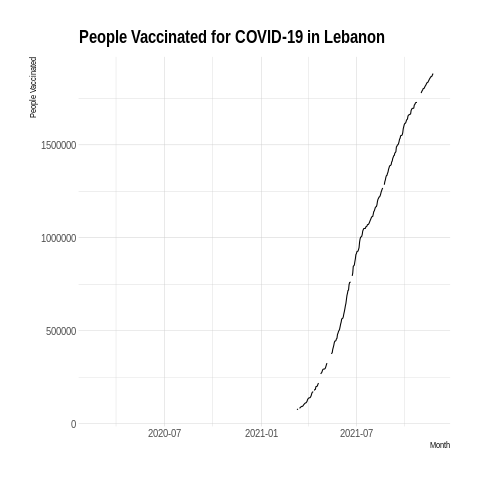 People Vaccinated for COVID-19 in Lebanon
People Vaccinated
1500000
1000000
500000
0
2020-07
2021-01
2021-07
Month